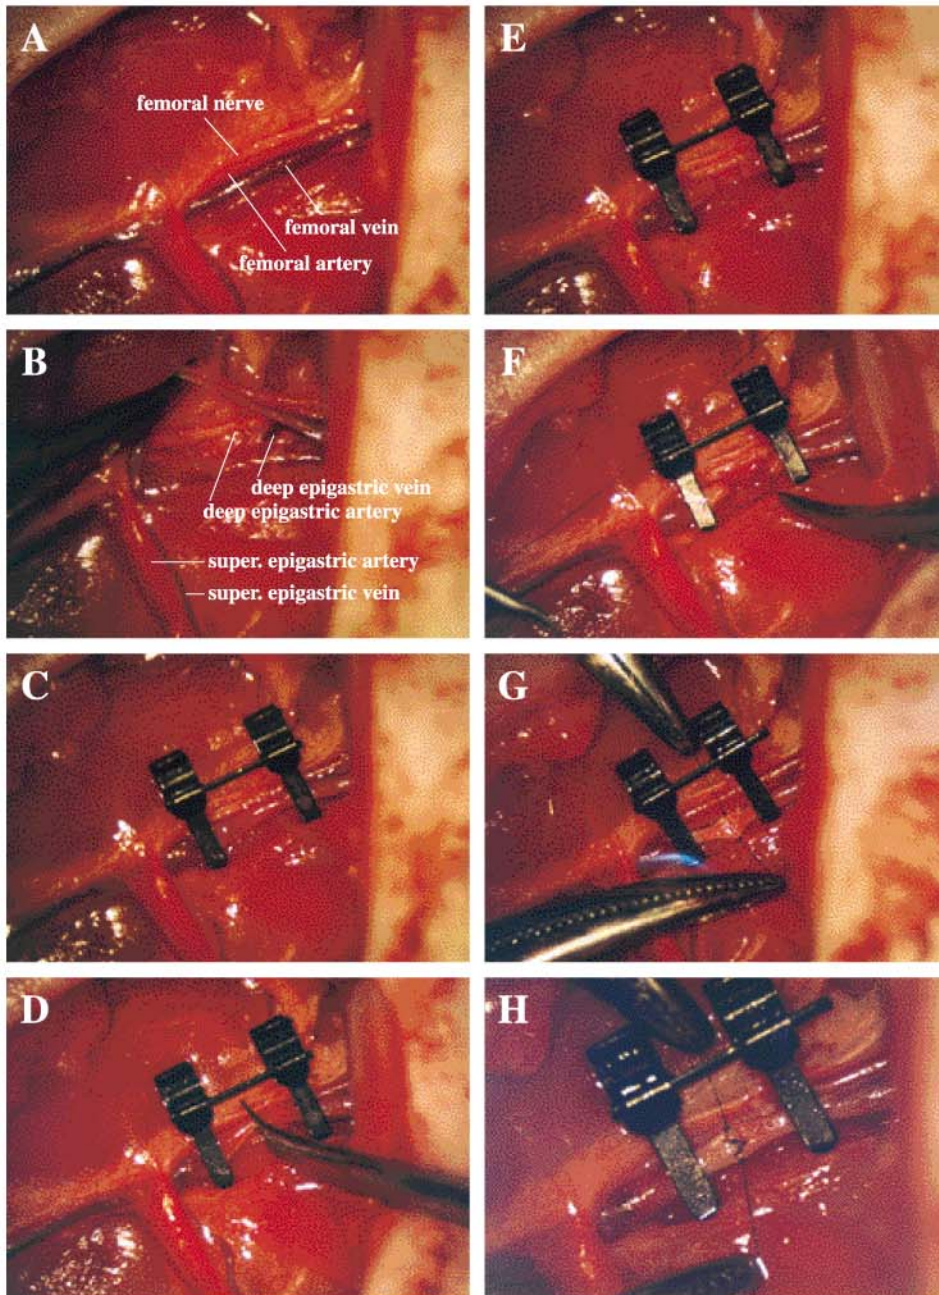 A
femoral nerve
femoral vein
femoral artery
B
deep epigastric vein
deep epigastric artery
super. epigastric artery
super. epigastric vein
C
D
E
F
G
H